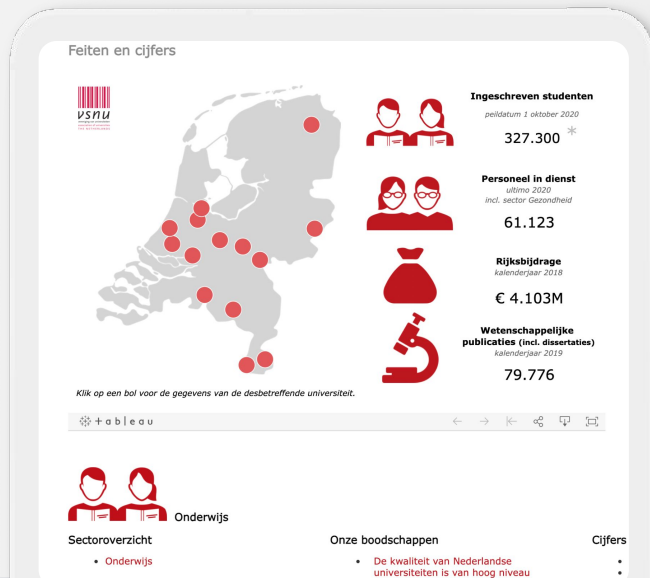 Feiten en cijfers
vsnu
Ingeschreven studenten
peildatum 1 oktober 2020
327.300 *
Personeel in dienst
ultimo 2020
incl. sector Gezondheid
61.123
Rijksbijdrage
kalenderjaar 2018
€ 4.103M
Wetenschappelijke
publicaties (incl. dissertaties)
kalenderjaar 2019
79.776
Klik op een bol voor de gegevens van de desbetreffende universiteit.
+ a b | e a u
Onderwijs
Sectoroverzicht
• Onderwijs
Onze boodschappen
• De kwaliteit van Nederlandse
universiteiten is van hoog niveau
Cijfers